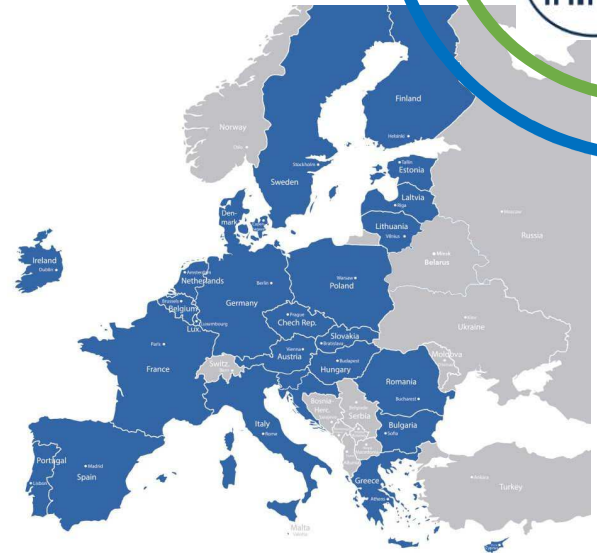 Finland
Helsinki
Norway
Oslo
Stockholm
Sweden
Tallin
Estonia
Laltvia
Riga
Lithuania
Vilnius
Moscow
Russia
Den-
mark
Ireland
Dublin
Minsk
Belarus
Amsterdam
Netherlands
Berlin
Germany
Warsaw
Poland
Brussels
Belgium
Lux.
Luxembourg
Prague
Chech Rep.
Kiev
Ukraine
Slovakia
Bratislava
Vienna
Austria
Budapest
Hungary
Moldova
Paris
France
Switz.
Bern
Romania
Bucharest
Bosnia
Herc.
Serbia
Italy
Rome
Bulgaria
Sofia
Portugal
Lisbon
Madrid
Spain
Greece
Athens
Ankara
Turkey
Malta
Valletta